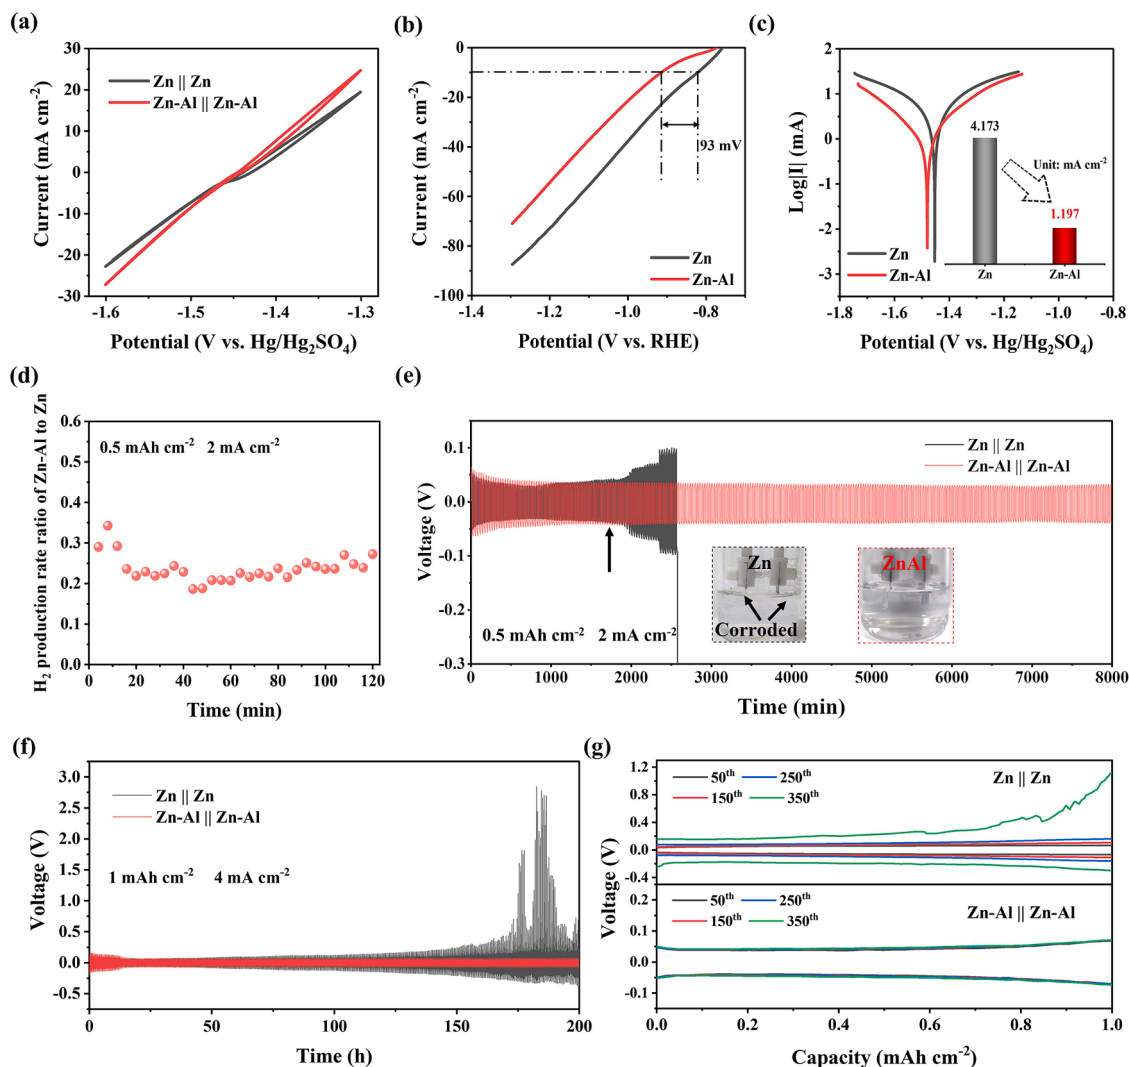 (a)
30
20
10
0
-10
-20
-30
-1.6
-1.5
-1.4
-1.3
Current (mA cm⁻²)
Potential (V vs. Hg/Hg₂SO₄)
Zn || Zn
Zn-Al || Zn-Al
(b)
0
-20
-40
-60
-80
-100
-1.4
-1.2
-1.0
-0.8
Current (mA cm⁻²)
Potential (V vs. RHE)
93 mV
Zn
Zn-Al
(c)
2
1
0
-1
-2
-3
-1.8
-1.6
-1.4
-1.2
-1.0
-0.8
Log|I| (mA)
Potential (V vs. Hg/Hg₂SO₄)
Zn
Zn-Al
4.173
Unit: mA cm⁻²
1.197
Zn
Zn-Al
(d)
0.6
0.5
0.4
0.3
0.2
0.1
0.0
0
20
40
60
80
100
120
H₂ production rate ratio of Zn-Al to Zn
Time (min)
0.5 mAh cm⁻² 2 mA cm⁻²
(e)
0.1
0.0
-0.1
-0.2
-0.3
0
1000
2000
3000
4000
5000
6000
7000
8000
Voltage (V)
Time (min)
Zn || Zn
Zn-Al || Zn-Al
0.5 mAh cm⁻² 2 mA cm⁻²
Zn
Corroded
ZnAl
(f)
3.0
2.5
2.0
1.5
1.0
0.5
0.0
-0.5
0
50
100
150
200
Voltage (V)
Time (h)
Zn || Zn
Zn-Al || Zn-Al
1 mAh cm⁻² 4 mA cm⁻²
(g)
1.2
0.8
0.4
0.0
-0.4
0.2
0.1
0.0
-0.1
0.0
0.2
0.4
0.6
0.8
1.0
Voltage (V)
Capacity (mAh cm⁻²)
50ᵗʰ 250ᵗʰ
150ᵗʰ 350ᵗʰ
Zn || Zn
50ᵗʰ 250ᵗʰ
150ᵗʰ 350ᵗʰ
Zn-Al || Zn-Al